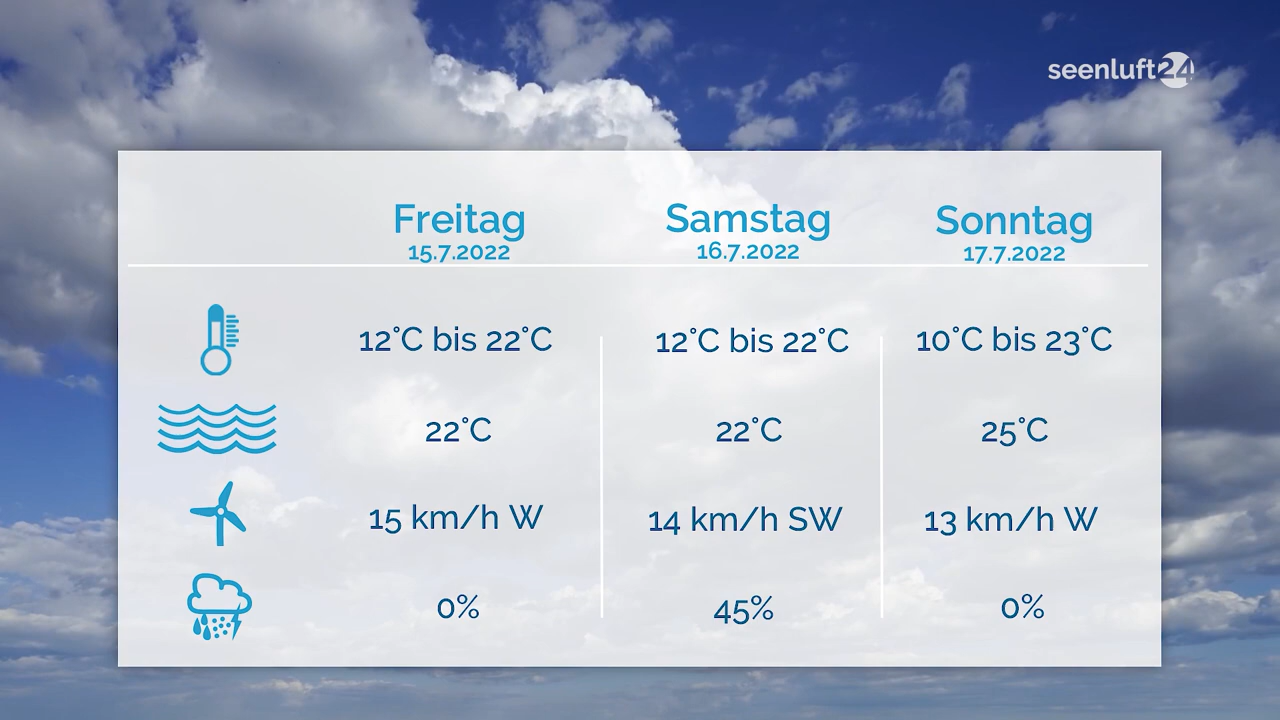 seenluft24
Freitag Samstag Sonntag
15.7.2022 16.7.2022 17.7.2022
12°C bis 22°C 12°C bis 22°C 10°C bis 23°C
22°C 22°C 25°C
15 km/h W 14 km/h SW 13 km/h W
0% 45% 0%